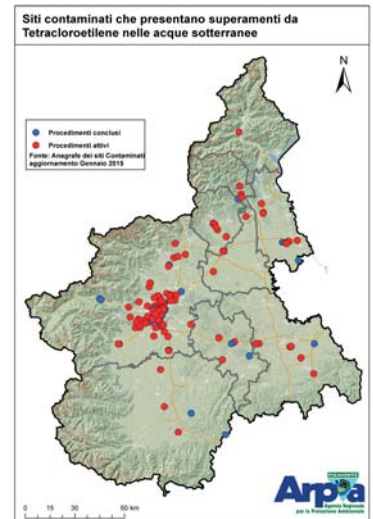 Siti contaminati che presentano superamenti da
Tetracloroetilene nelle acque sotterranee
N
Procedimenti conclusi
Procedimenti attivi
Fonte: Anagrafe dei siti Contaminati
aggiornamento Gennaio 2015
0 15 30 60 km
PIEMONTE
Arpa
Agenzia Regionale
per la Protezione Ambientale